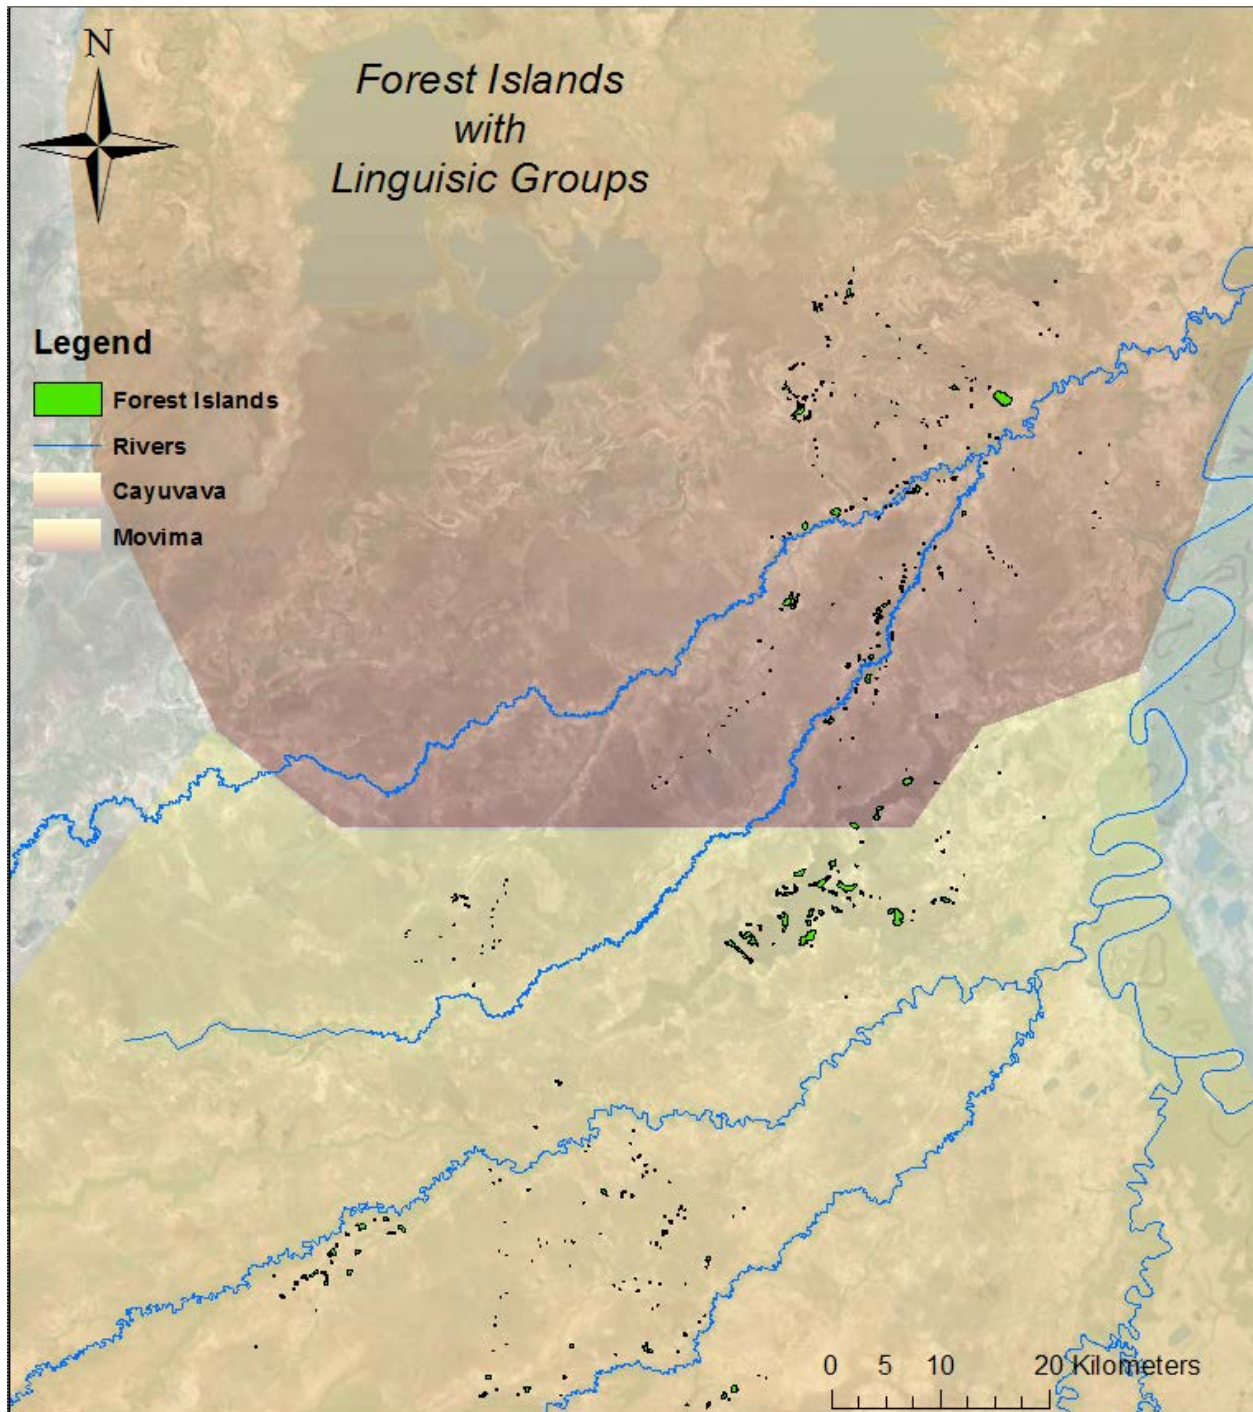 N
Forest Islands
with
Linguisic Groups
Legend
Forest Islands
Rivers
Cayuvava
Movima
0 5 10 20 Kilometers